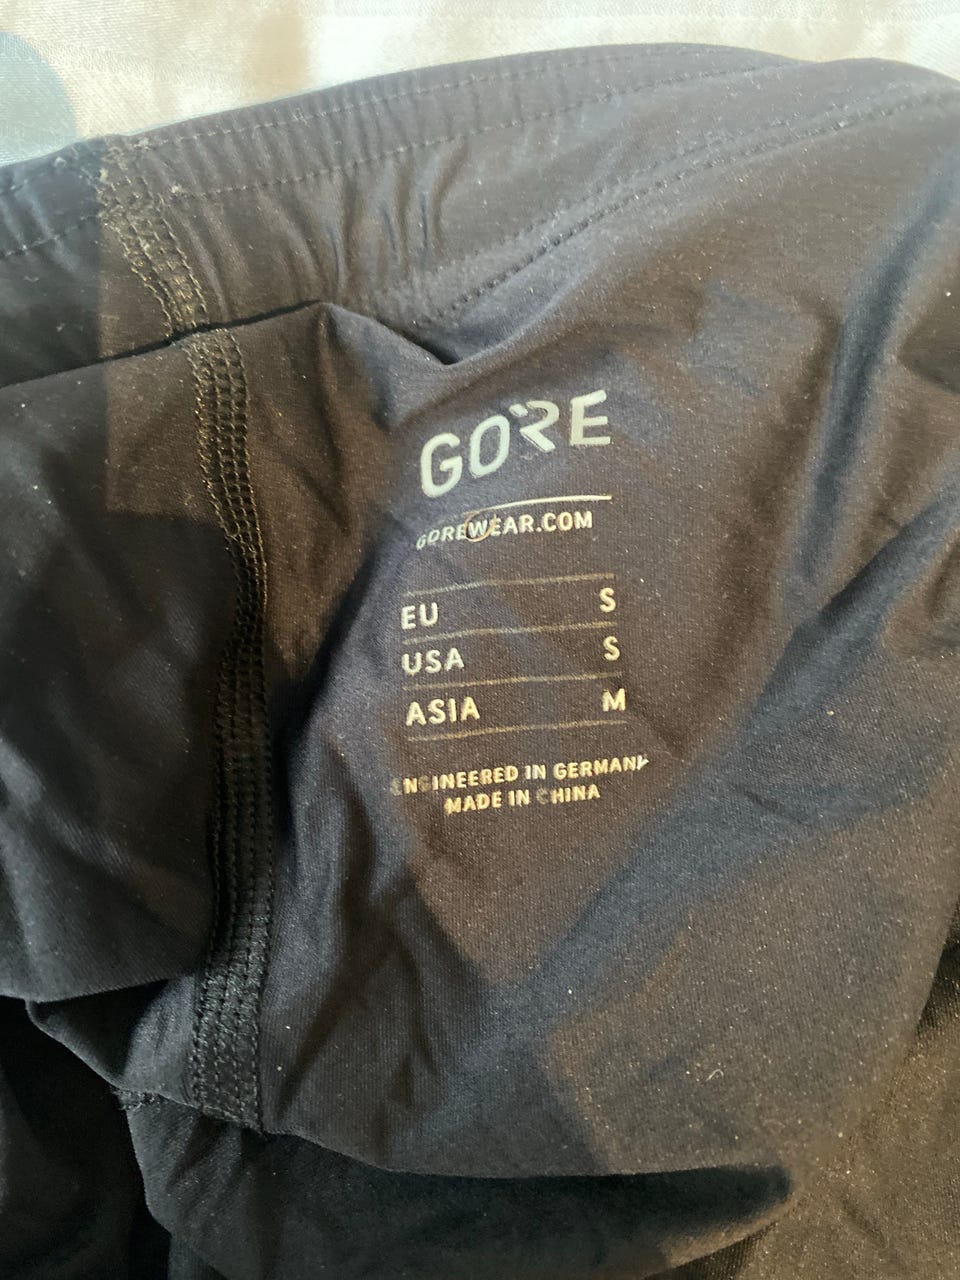 GORE
GOREWEAR.COM
EU S
USA S
ASIA M
ENGINEERED IN GERMANY
MADE IN CHINA